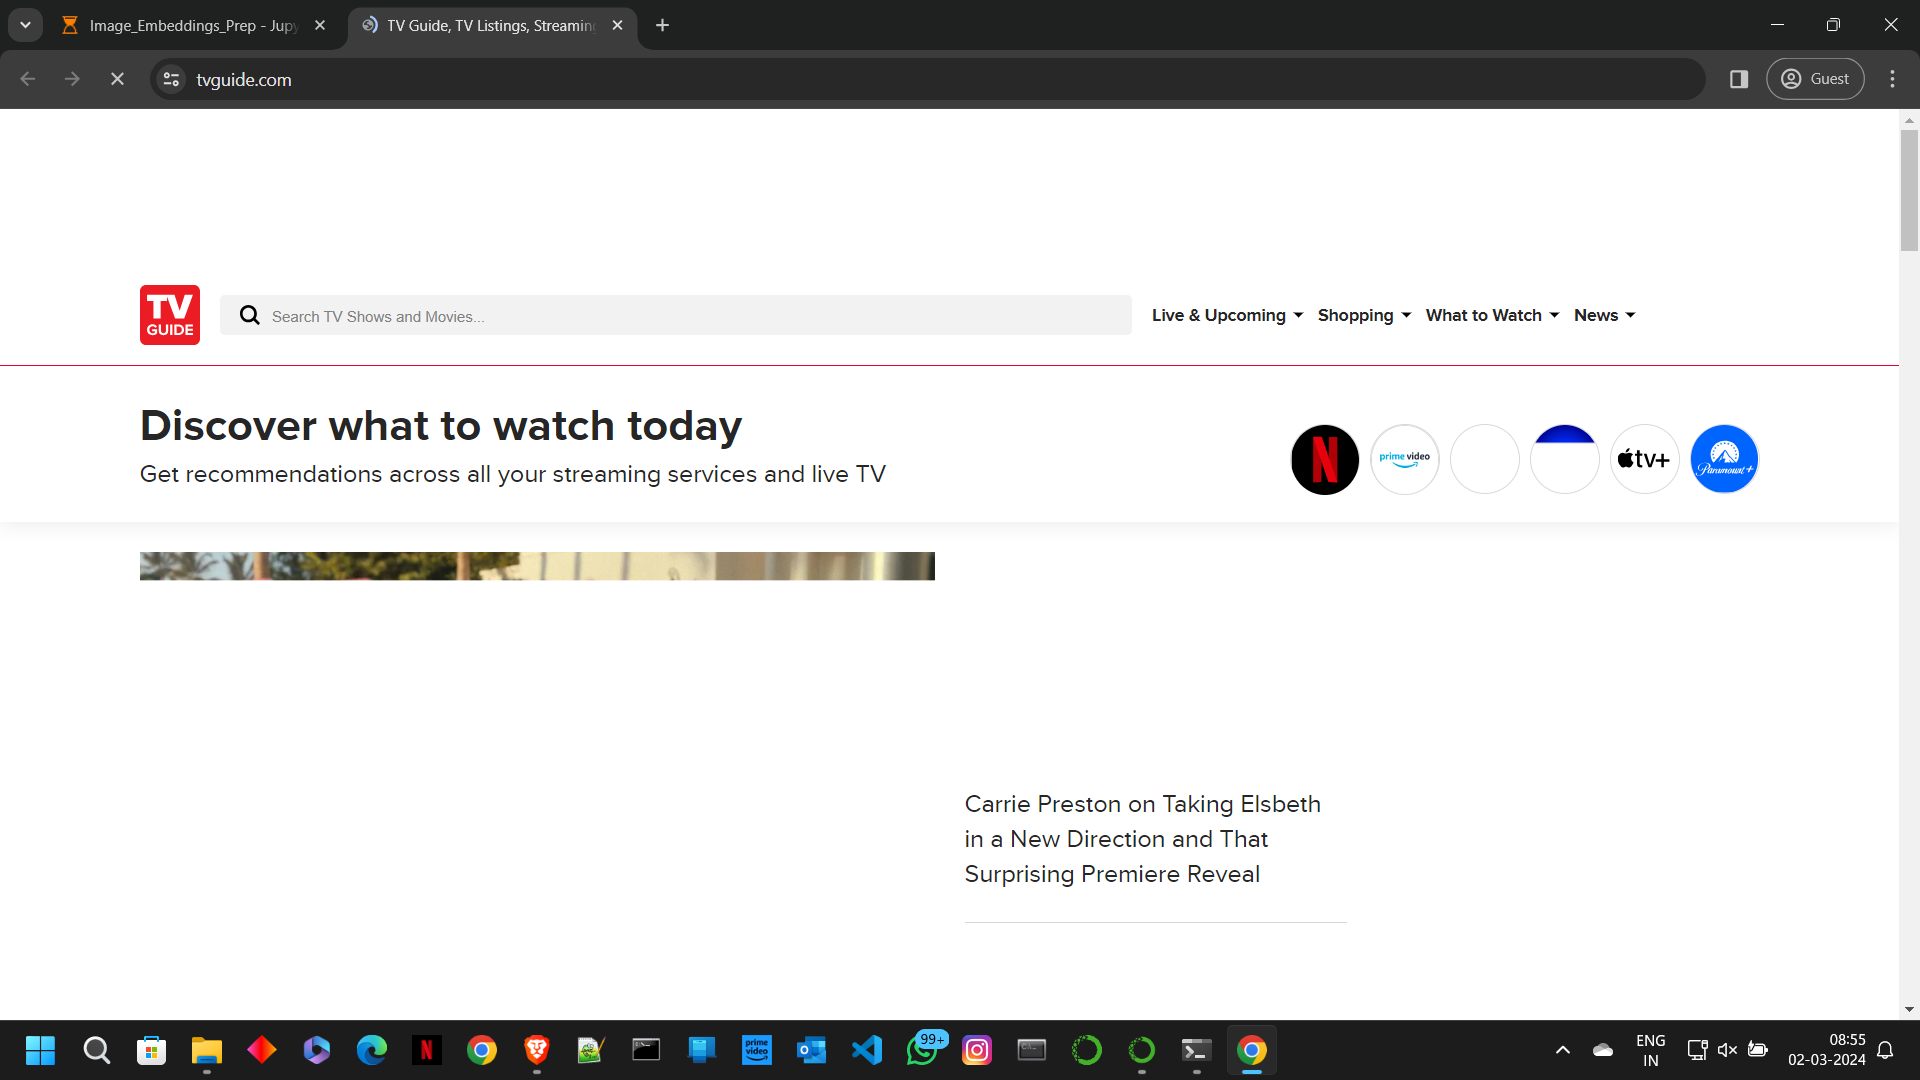 Image_Embeddings_Prep - Jupy
TV Guide, TV Listings, Streaming
tvguide.com
Guest
TV
GUIDE
Search TV Shows and Movies...
Live & Upcoming
Shopping
What to Watch
News
Discover what to watch today
Get recommendations across all your streaming services and live TV
N
prime video
tv+
Paramount+
Carrie Preston on Taking Elsbeth
in a New Direction and That
Surprising Premiere Reveal
N
prime
video
99+
ENG
IN
08:55
02-03-2024